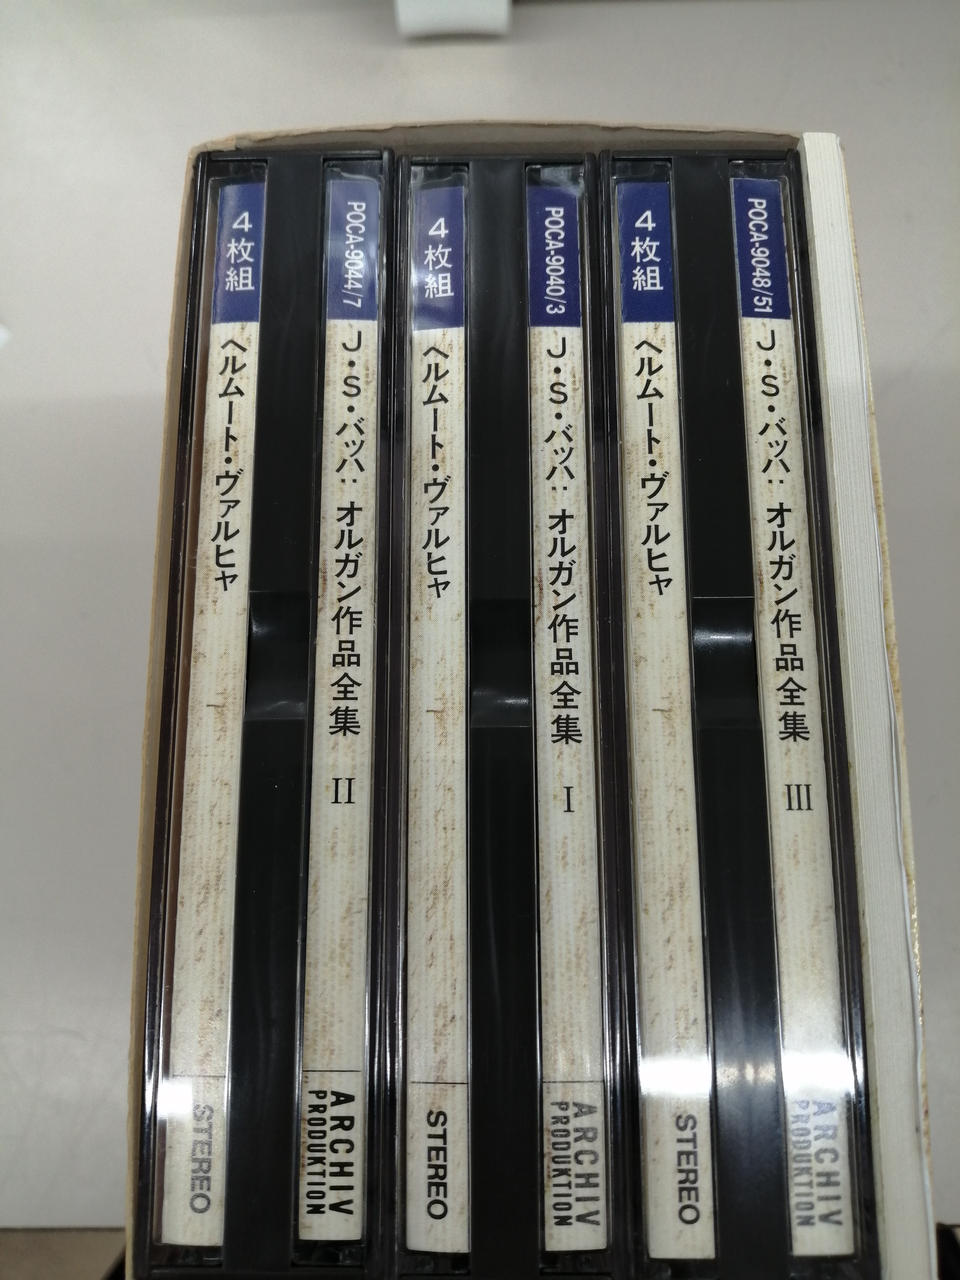 4枚組
ヘルムート・ヴァルヒャ
STEREO
POCA-9044/7
J・S・バッハ: オルガン作品全集 II
ARCHIV
PRODUKTION
4枚組
ヘルムート・ヴァルヒャ
STEREO
POCA-9040/3
J・S・バッハ: オルガン作品全集 I
ARCHIV
PRODUKTION
4枚組
ヘルムート・ヴァルヒャ
STEREO
POCA-9048/51
J・S・バッハ: オルガン作品全集 III
ARCHIV
PRODUKTION